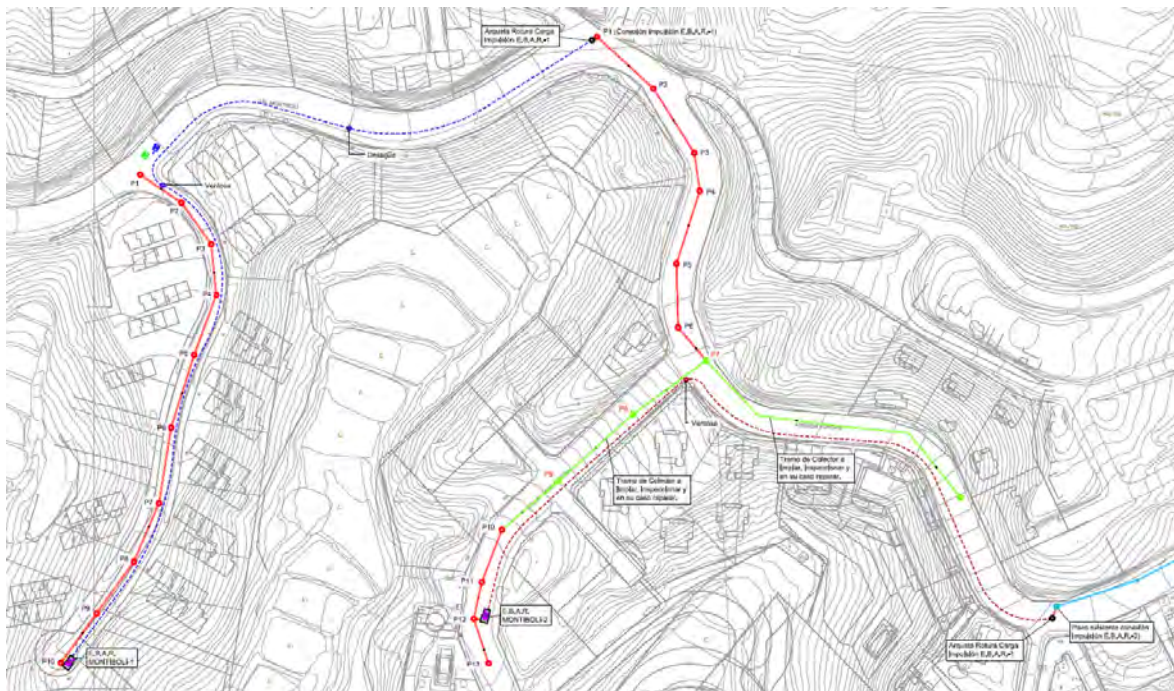 Arqueta Rotura Carga
Impulsión E.B.A.R.-1
P1 (Conexión Impulsión E.B.A.R.-1)
P2
P3
P4
P5
P6
P7
Desagüe
P1
Ventosa
P2
P3
P4
P5
P6
P7
P8
P9
P10
E.B.A.R.
MONTIBOLI-1
P8
P9
Ventosa
Tramo de Colector a
limpiar, inspeccionar y
en su caso reparar.
Tramo de Colector a
limpiar, inspeccionar y
en su caso reparar.
P10
P11
P12
E.B.A.R.
MONTIBOLI-2
P13
Arqueta Rotura Carga
Impulsión E.B.A.R.-1
Pozo existente conexión
Impulsión E.B.A.R.-2)